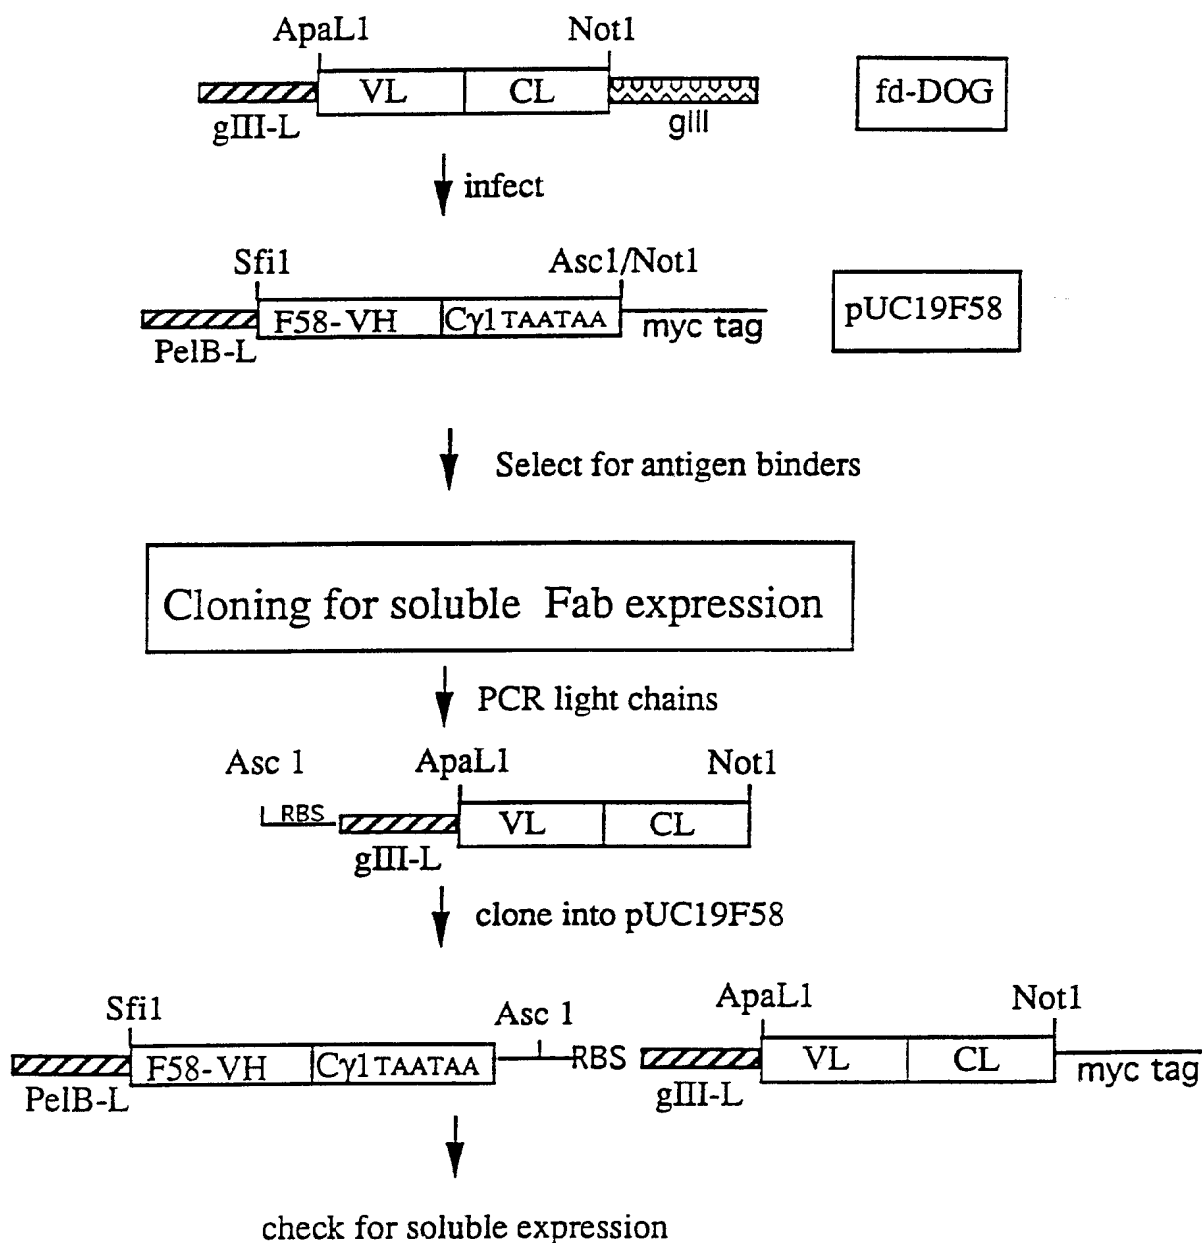 ApaL1 Not1
VL CL fd-DOG
gIII-L gIII
infect
Sfi1 Asc1/Not1
F58-VH Cγ1 TAATAA myc tag pUC19F58
PelB-L
Select for antigen binders
Cloning for soluble Fab expression
PCR light chains
Asc 1 ApaL1 Not1
RBS VL CL
gIII-L
clone into pUC19F58
Sfi1 Asc 1 ApaL1 Not1
F58-VH Cγ1 TAATAA RBS VL CL myc tag
PelB-L gIII-L
check for soluble expression